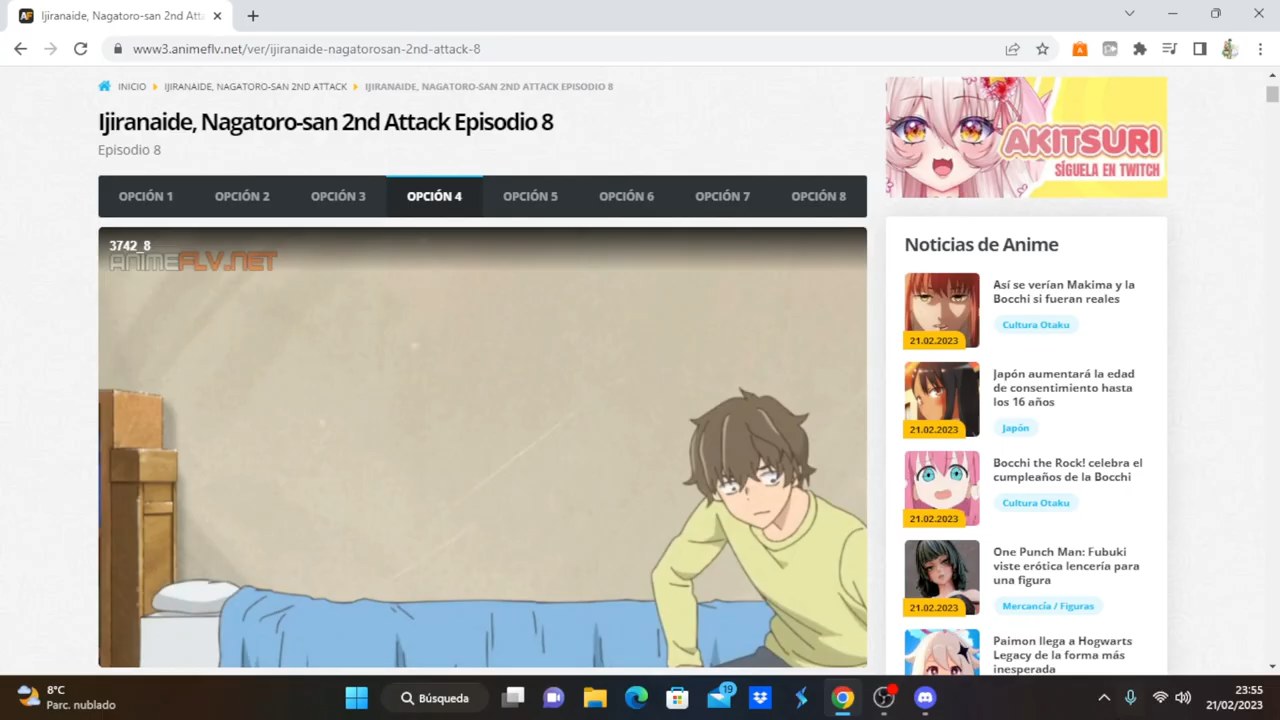 Ijiranaide, Nagatoro-san 2nd Atta
www3.animeflv.net/ver/ijiranaide-nagatorosan-2nd-attack-8
INICIO
IJIRANAIDE, NAGATORO-SAN 2ND ATTACK
IJIRANAIDE, NAGATORO-SAN 2ND ATTACK EPISODIO 8
Ijiranaide, Nagatoro-san 2nd Attack Episodio 8
Episodio 8
OPCIÓN 1
OPCIÓN 2
OPCIÓN 3
OPCIÓN 4
OPCIÓN 5
OPCIÓN 6
OPCIÓN 7
OPCIÓN 8
3742_8
ANIMEFLV.NET
AKITSURI
SÍGUELA EN TWITCH
Noticias de Anime
Así se verían Makima y la
Bocchi si fueran reales
Cultura Otaku
21.02.2023
Japón aumentará la edad
de consentimiento hasta
los 16 años
Japón
21.02.2023
Bocchi the Rock! celebra el
cumpleaños de la Bocchi
Cultura Otaku
21.02.2023
One Punch Man: Fubuki
viste erótica lencería para
una figura
Mercancía / Figuras
21.02.2023
Paimon llega a Hogwarts
Legacy de la forma más
inesperada
8°C
Parc. nublado
Búsqueda
19
23:55
21/02/2023